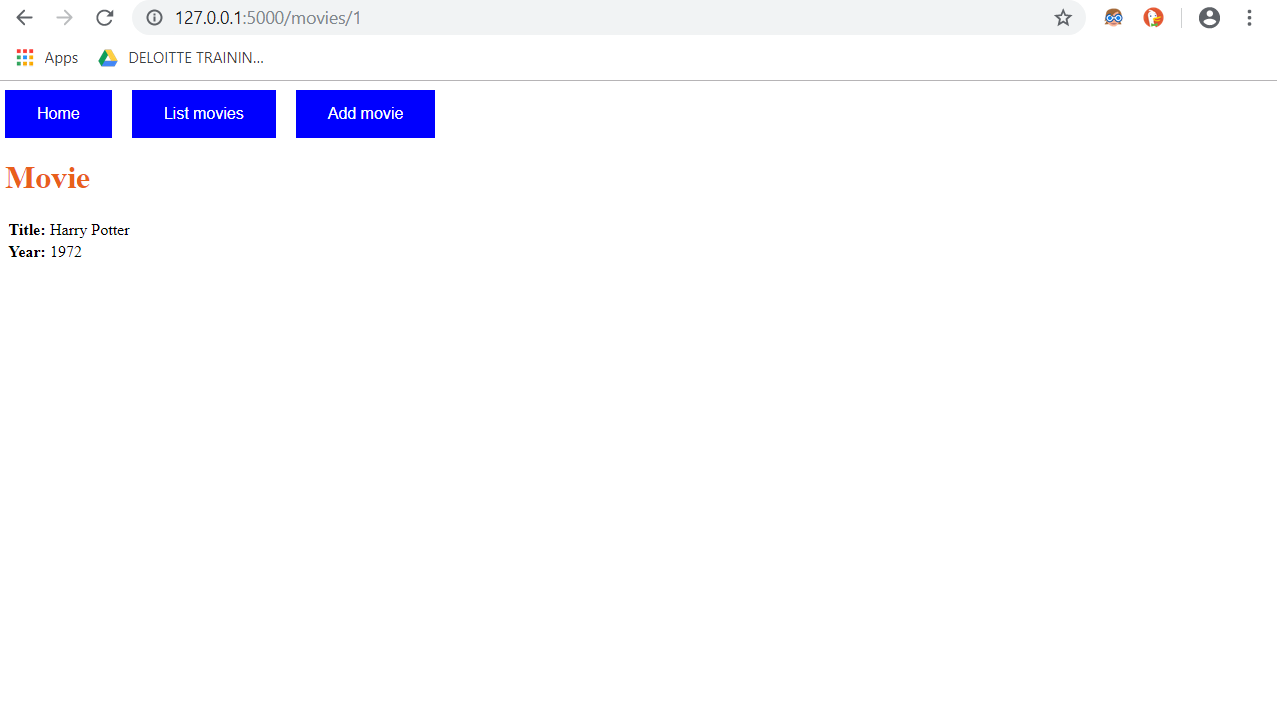 127.0.0.1:5000/movies/1
Apps DELOITTE TRAININ...
Home List movies Add movie
Movie
Title: Harry Potter
Year: 1972